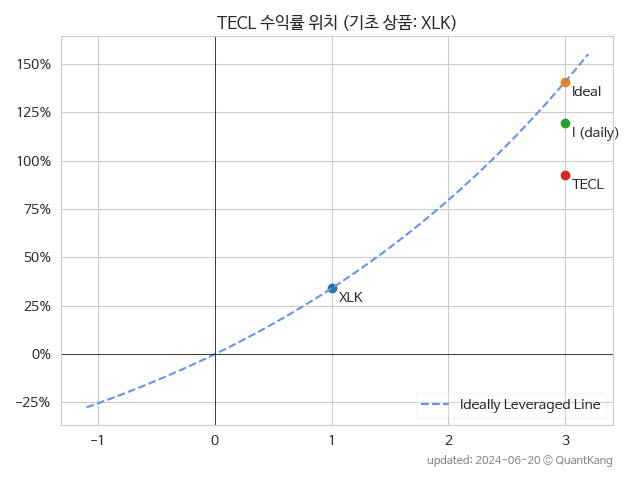 TECL 수익률 위치 (기초 상품: XLK)
150%
125%
100%
75%
50%
25%
0%
−25%
Ideal
I (daily)
TECL
XLK
Ideally Leveraged Line
−1
0
1
2
3
updated: 2024-06-20 © QuantKang